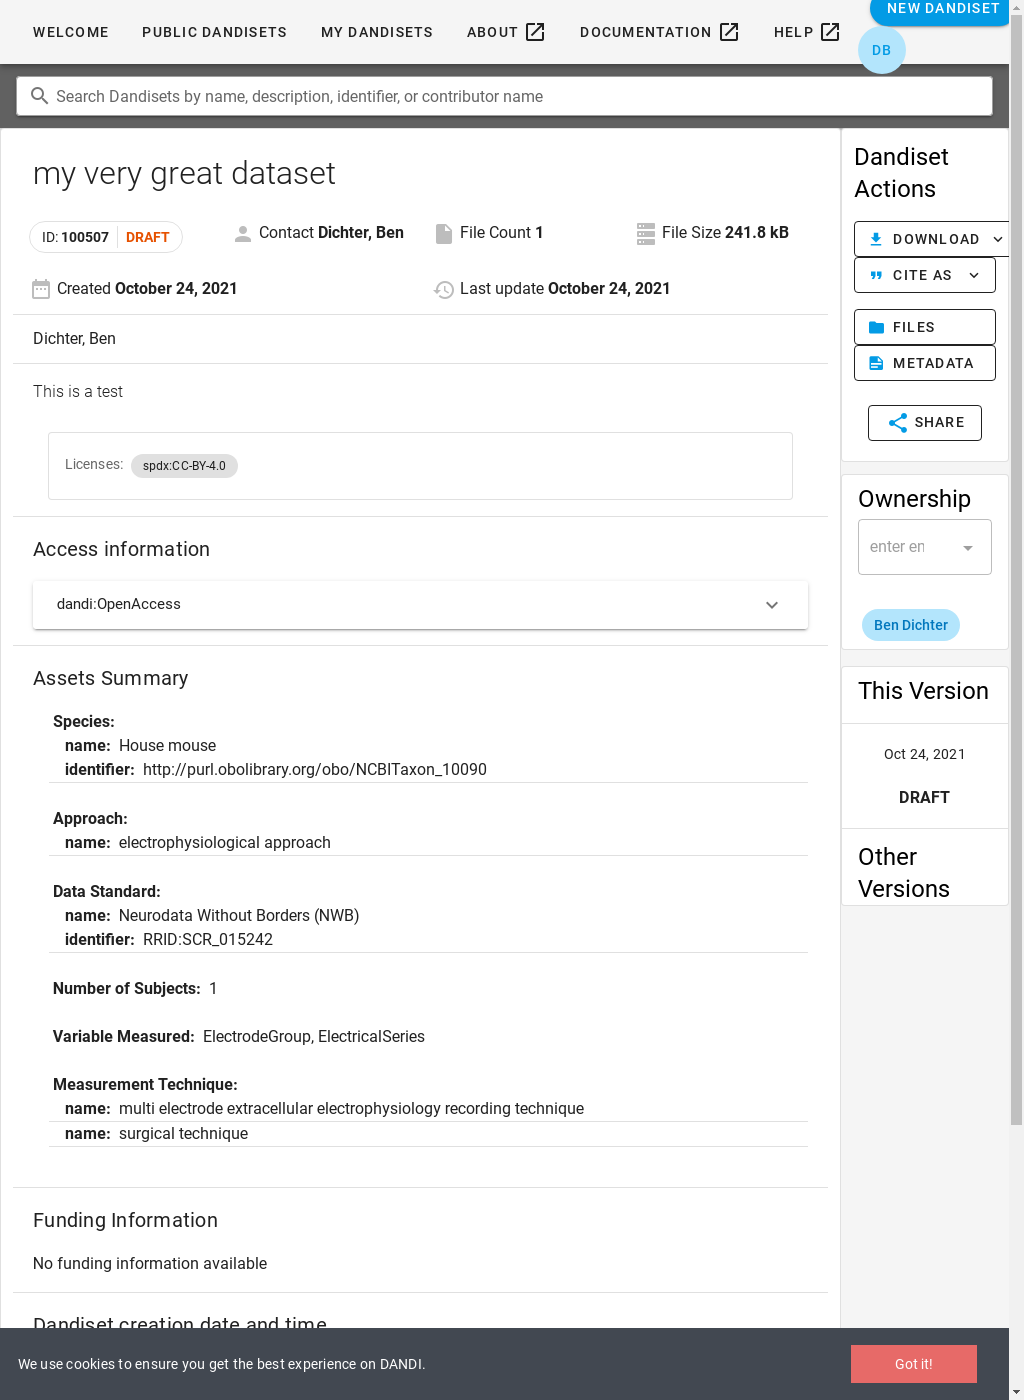 WELCOME PUBLIC DANDISETS MY DANDISETS ABOUT DOCUMENTATION HELP NEW DANDISET
DB
Search Dandisets by name, description, identifier, or contributor name
my very great dataset
ID: 100507 DRAFT Contact Dichter, Ben File Count 1 File Size 241.8 kB
Created October 24, 2021 Last update October 24, 2021
Dichter, Ben
This is a test
Licenses: spdx:CC-BY-4.0
Access information
dandi:OpenAccess
Assets Summary
Species:
name: House mouse
identifier: http://purl.obolibrary.org/obo/NCBITaxon_10090
Approach:
name: electrophysiological approach
Data Standard:
name: Neurodata Without Borders (NWB)
identifier: RRID:SCR_015242
Number of Subjects: 1
Variable Measured: ElectrodeGroup, ElectricalSeries
Measurement Technique:
name: multi electrode extracellular electrophysiology recording technique
name: surgical technique
Funding Information
No funding information available
Dandiset creation date and time
Dandiset
Actions
DOWNLOAD
CITE AS
FILES
METADATA
SHARE
Ownership
enter en
Ben Dichter
This Version
Oct 24, 2021
DRAFT
Other
Versions
We use cookies to ensure you get the best experience on DANDI.
Got it!